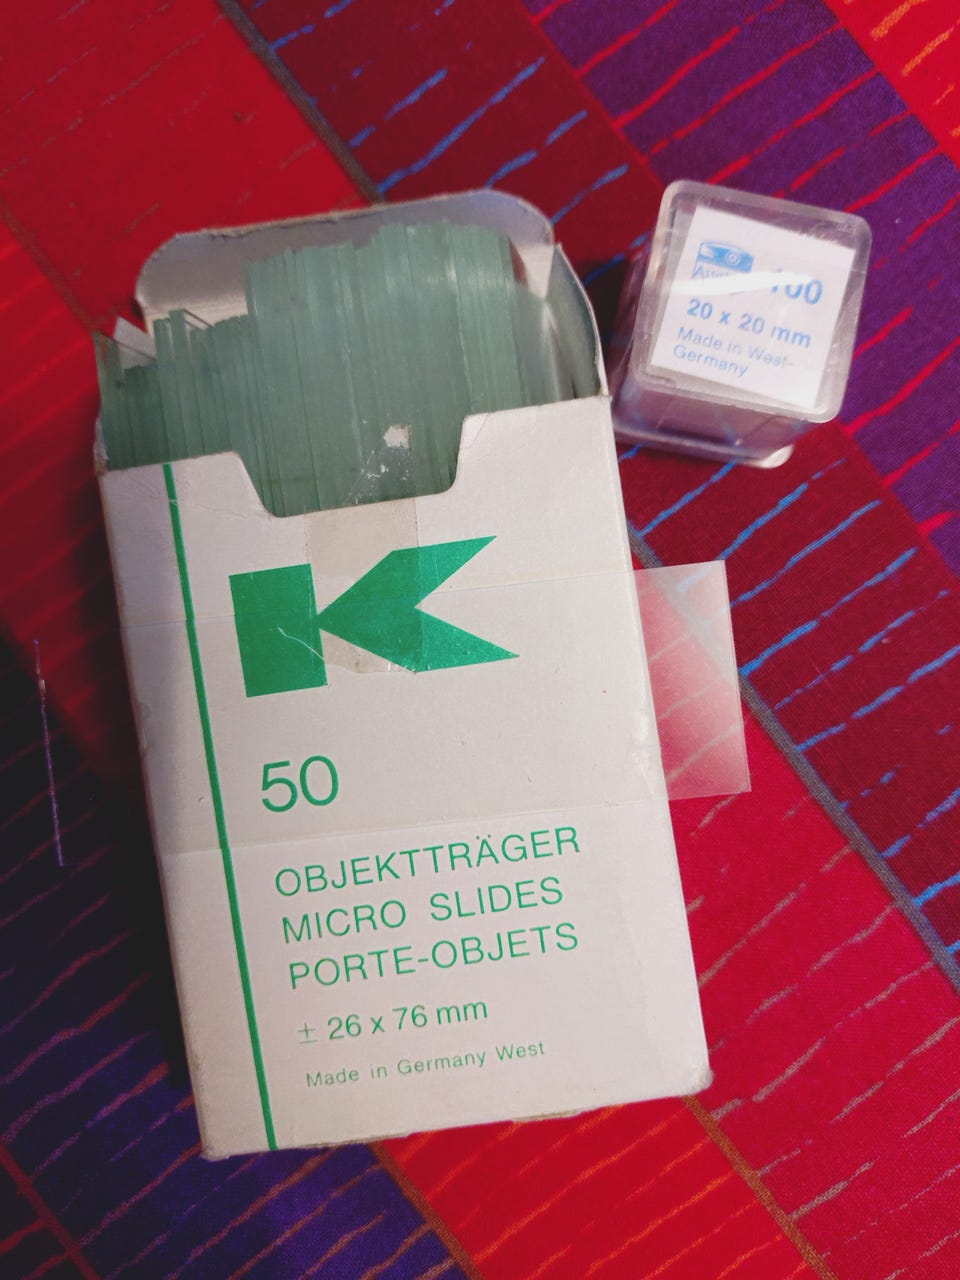 K
50
OBJEKTTRÄGER
MICRO SLIDES
PORTE-OBJETS
± 26 x 76 mm
Made in Germany West
100
20 x 20 mm
Made in West-
Germany